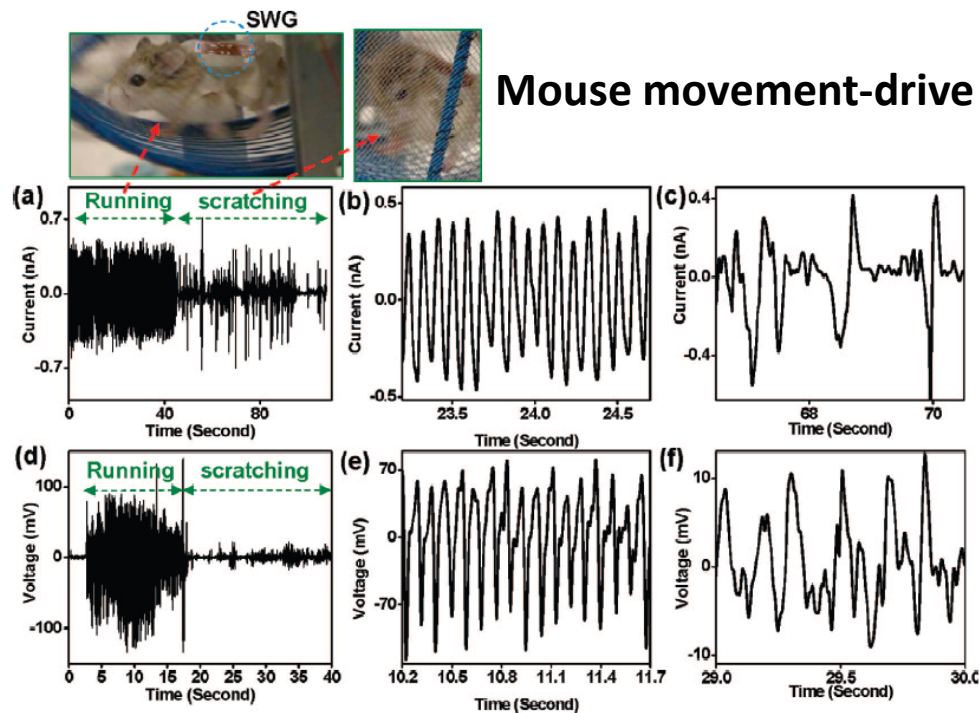 SWG
Mouse movement-drive
(a)
Running
scratching
Current (nA)
0.7
0.0
-0.7
0
40
80
Time (Second)
(b)
Current (nA)
0.5
0.0
-0.5
23.5
24.0
24.5
Time (Second)
(c)
Current (nA)
0.4
0.0
-0.4
68
70
Time (Second)
(d)
Running
scratching
Voltage (mV)
100
0
-100
0 5 10 15 20 25 30 35 40
Time (Second)
(e)
Voltage (mV)
70
0
-70
10.2 10.5 10.8 11.1 11.4 11.7
Time (Second)
(f)
Voltage (mV)
10
0
-10
29.0 29.5 30.0
Time (Second)